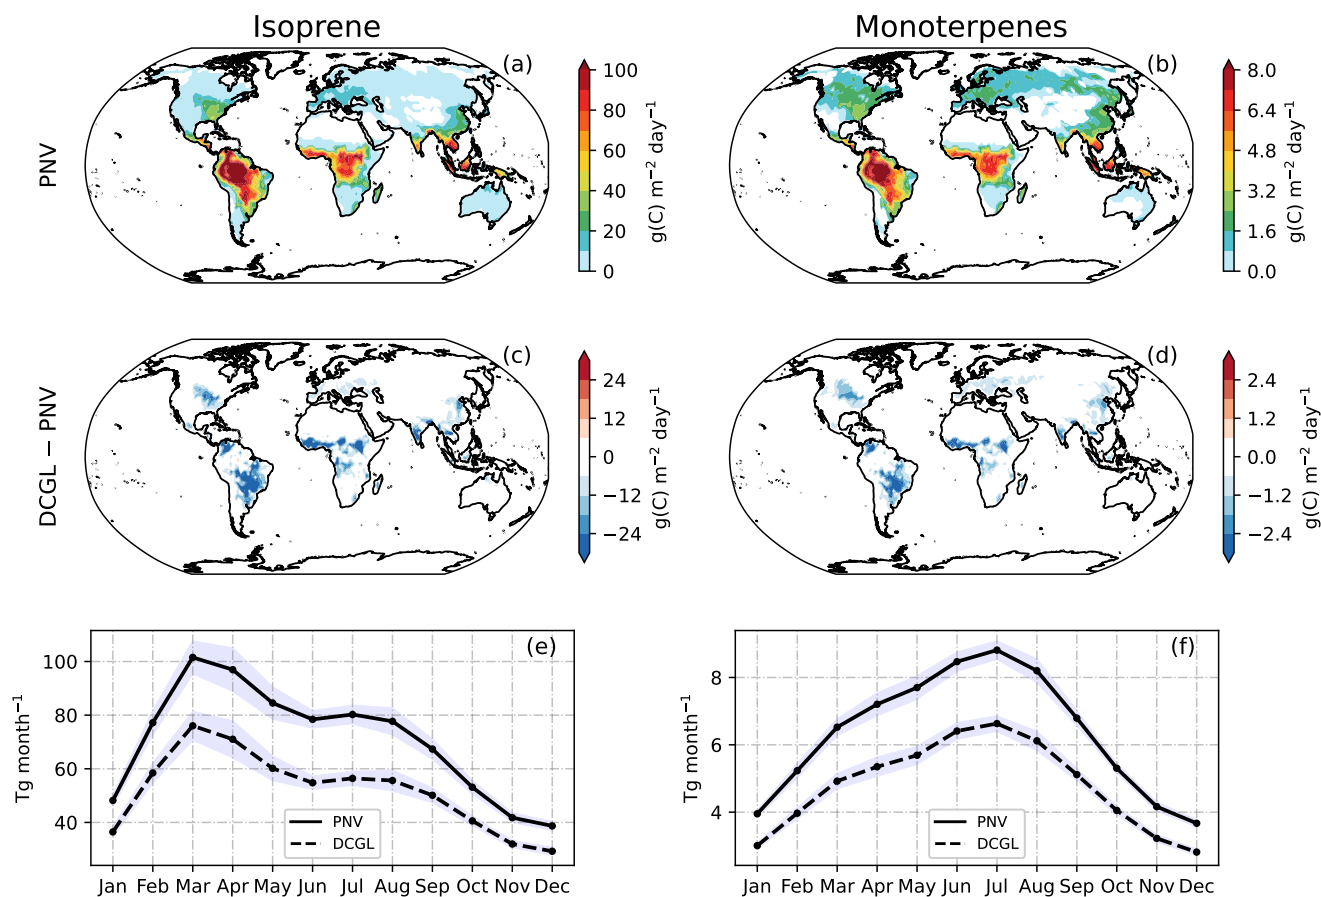 Isoprene
Monoterpenes
PNV
(a)
100
80
60
40
20
0
g(C) m⁻² day⁻¹
(b)
8.0
6.4
4.8
3.2
1.6
0.0
g(C) m⁻² day⁻¹
DCGL − PNV
(c)
24
12
0
−12
−24
g(C) m⁻² day⁻¹
(d)
2.4
1.2
0.0
−1.2
−2.4
g(C) m⁻² day⁻¹
(e)
Tg month⁻¹
100
80
60
40
PNV
DCGL
Jan Feb Mar Apr May Jun Jul Aug Sep Oct Nov Dec
(f)
Tg month⁻¹
8
6
4
PNV
DCGL
Jan Feb Mar Apr May Jun Jul Aug Sep Oct Nov Dec